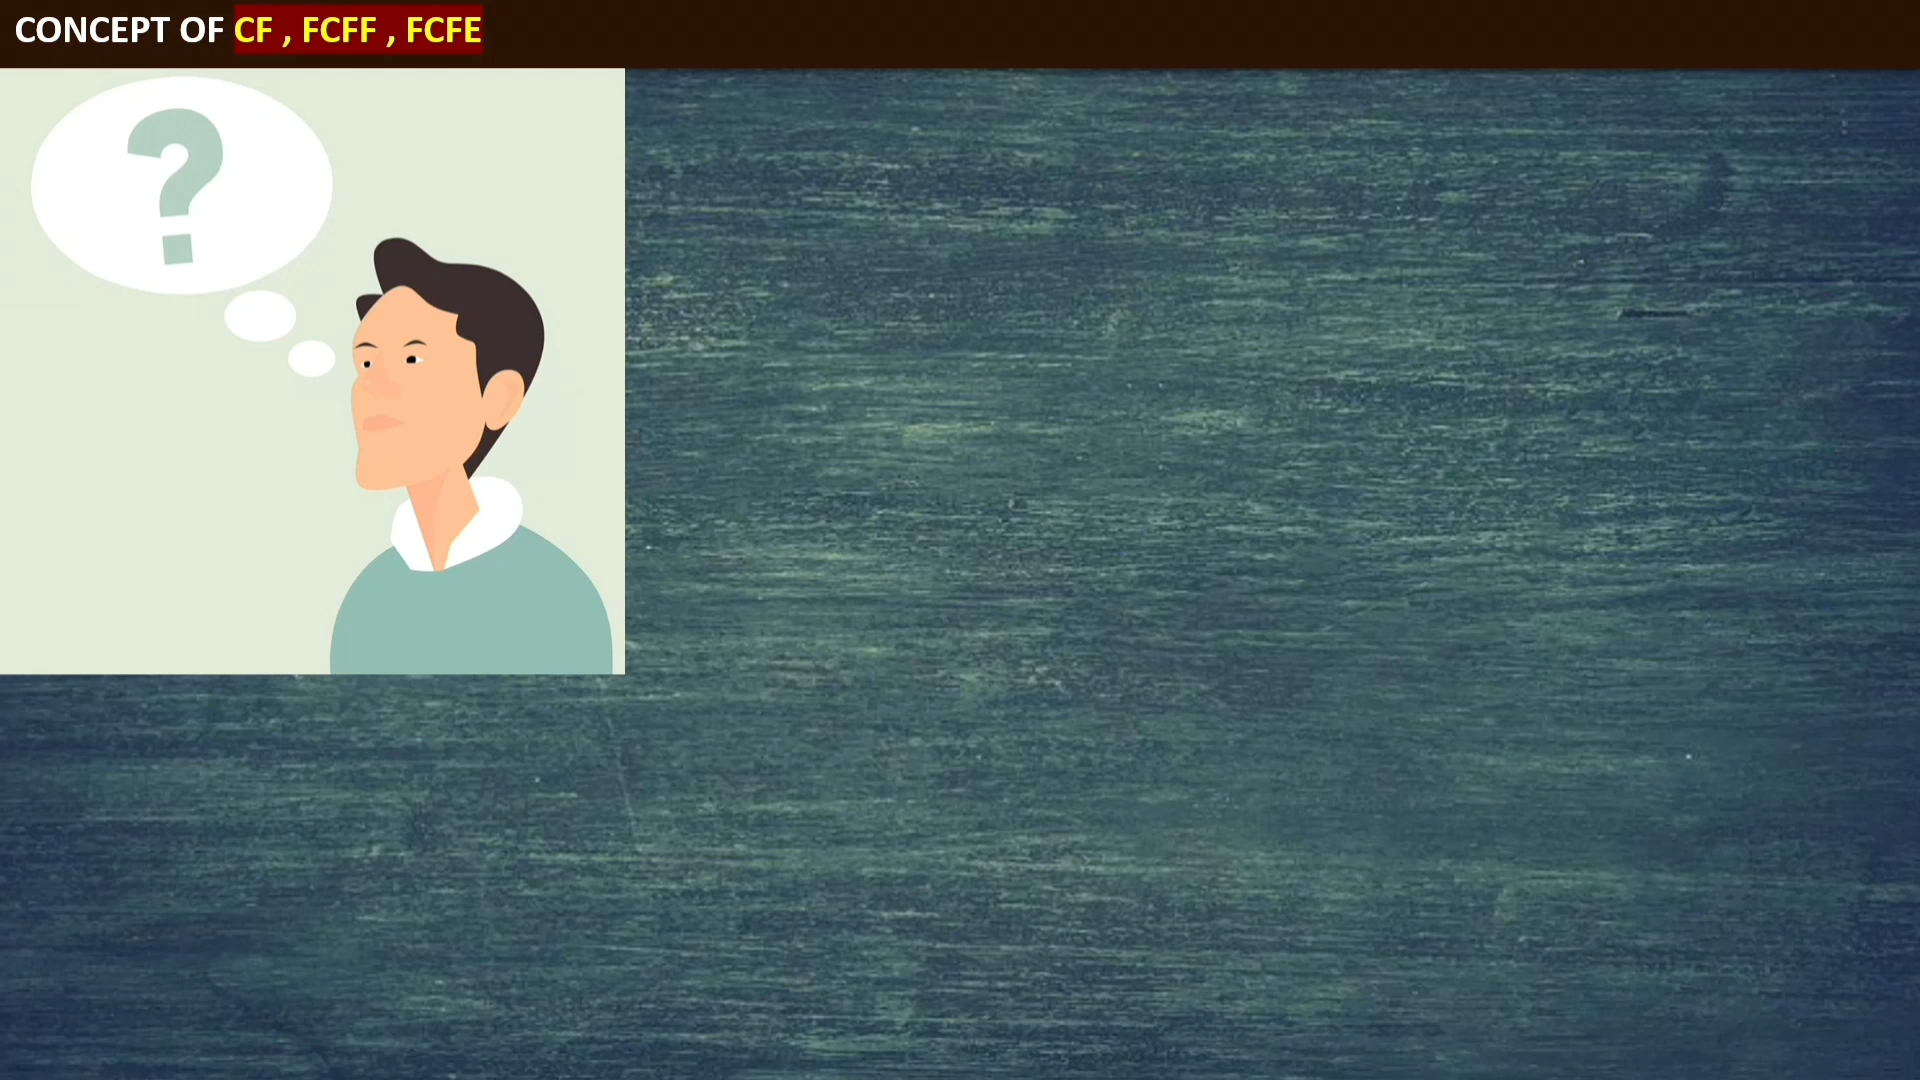 CONCEPT OF CF , FCFF , FCFE
?